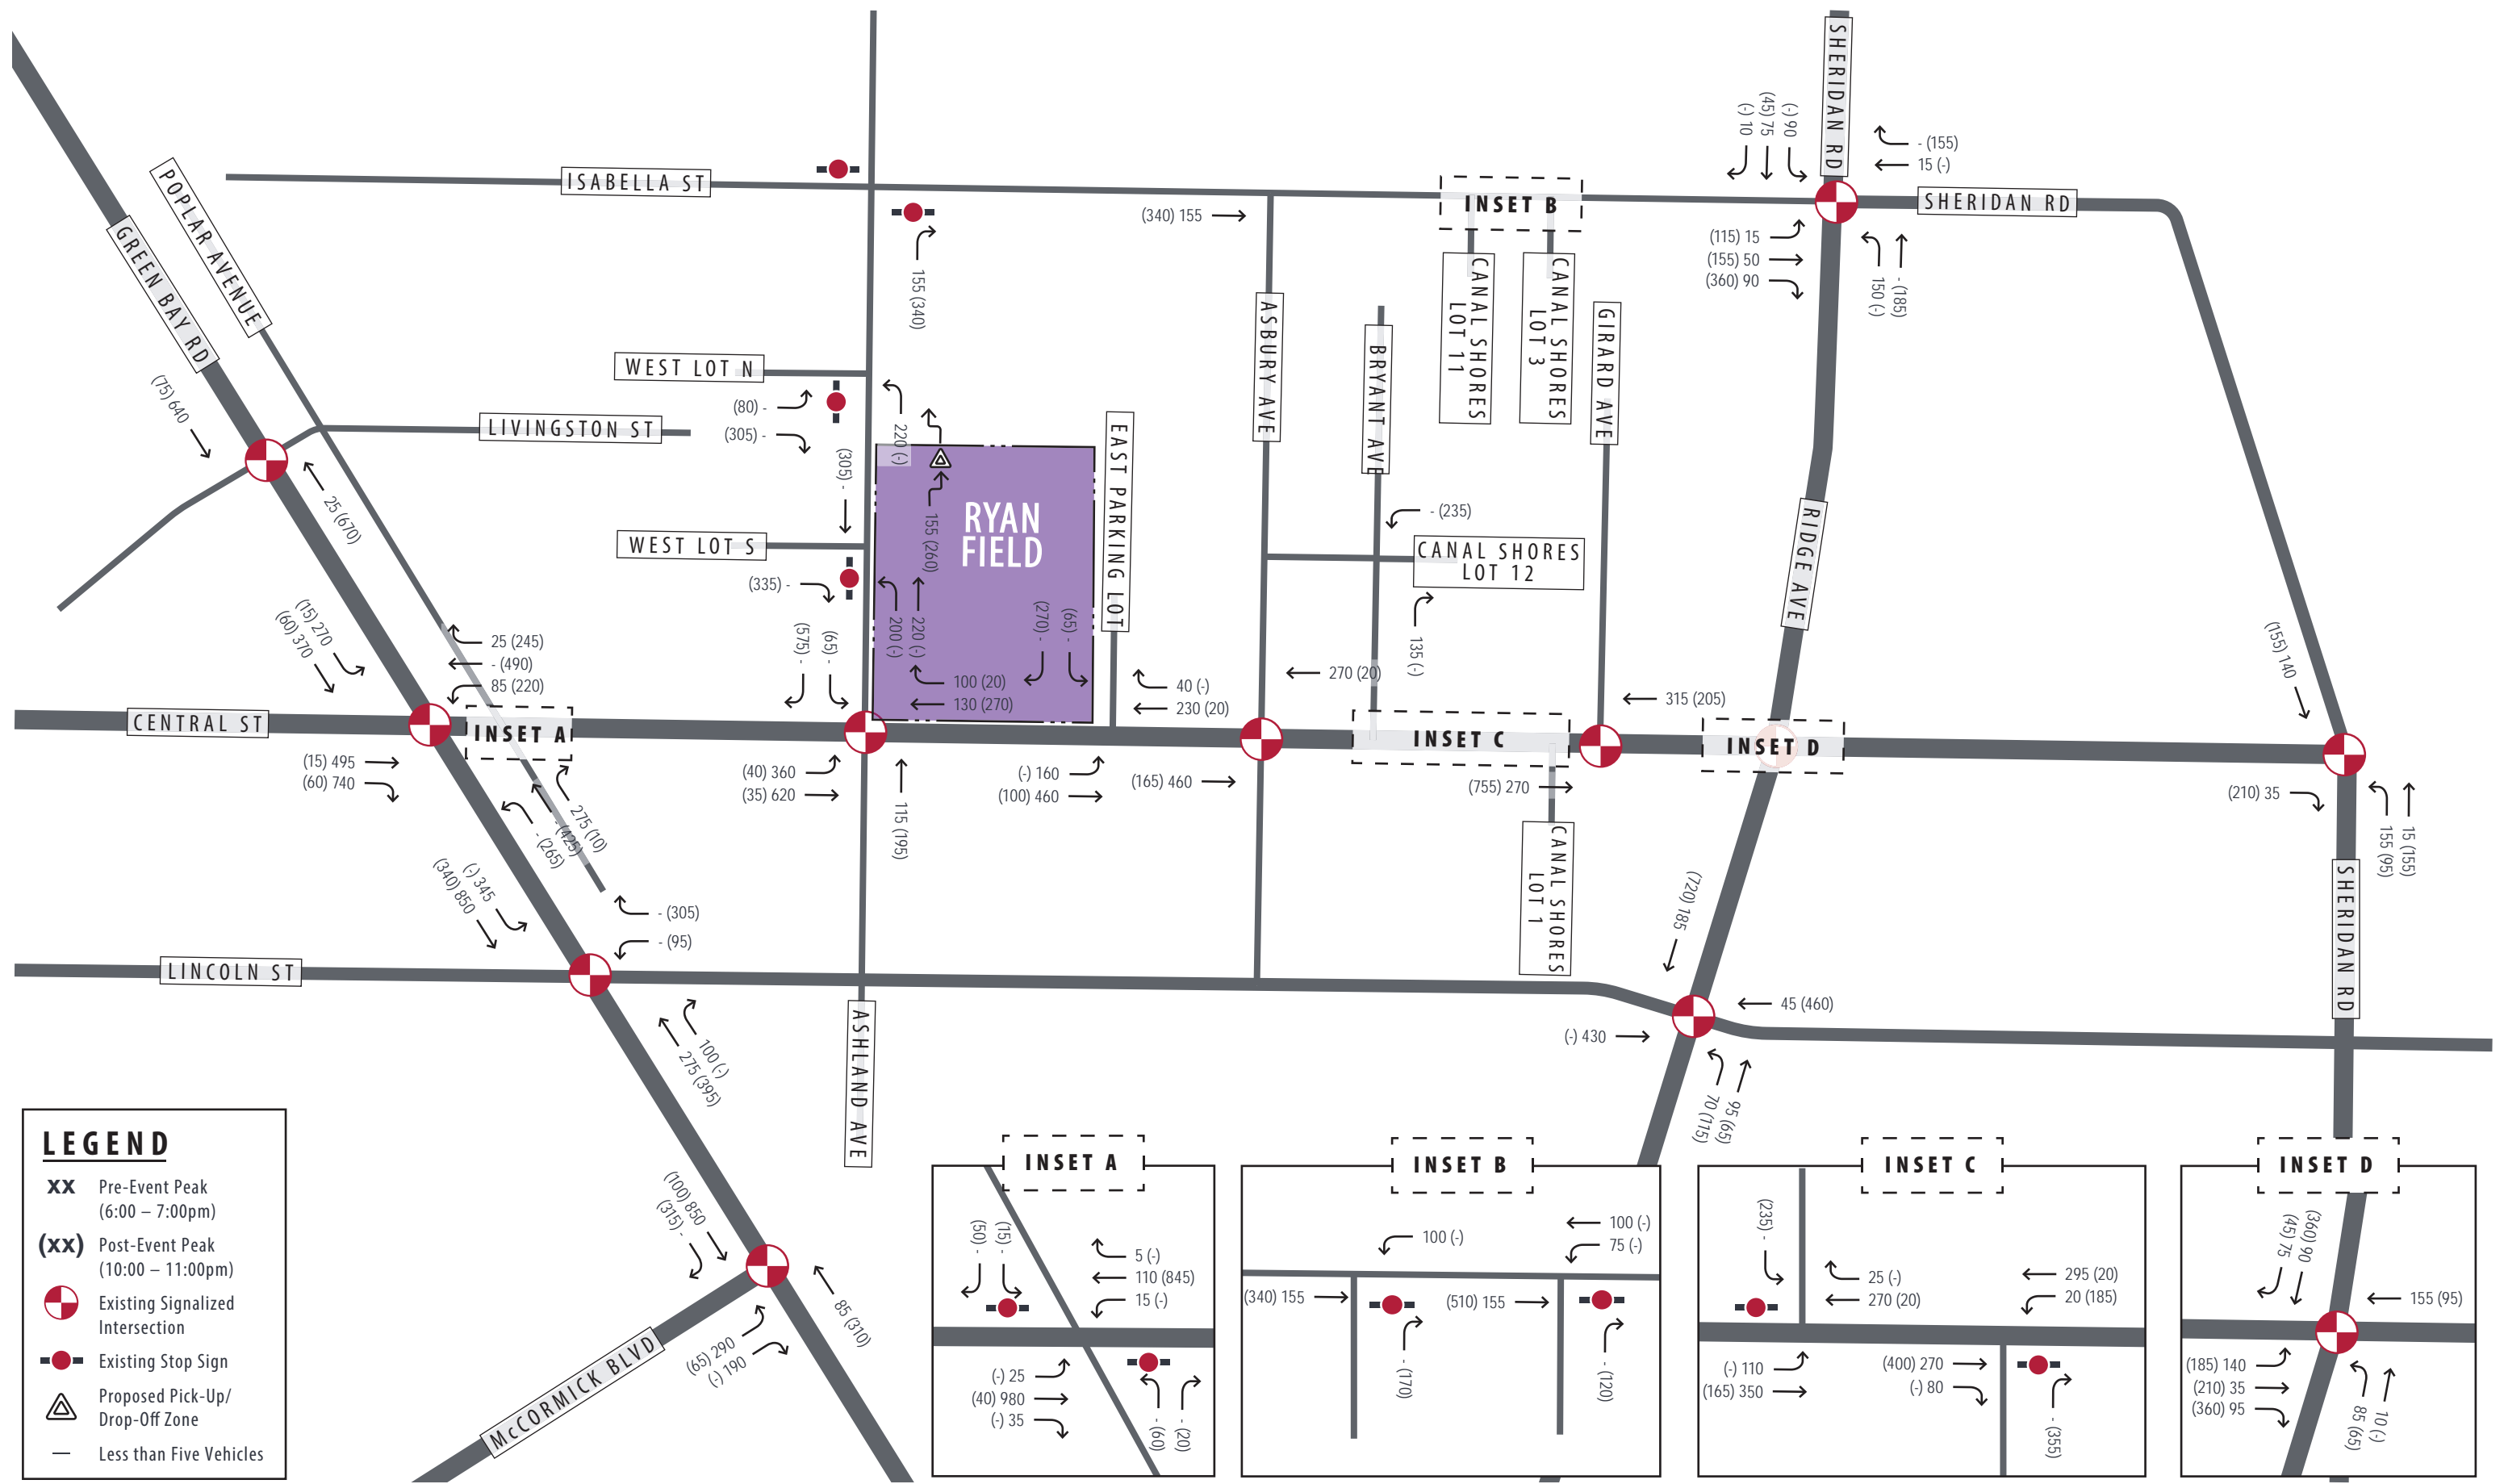 SHERIDAN RD
(-) 10
(45) 75
(-) 90
- (155)
15 (-)
ISABELLA ST
(340) 155
INSET B
SHERIDAN RD
POPLAR AVENUE
GREEN BAY RD
155 (340)
(115) 15
(155) 50
(360) 90
150 (-)
- (185)
CANAL SHORES
LOT 11
CANAL SHORES
LOT 3
ASBURY AVE
BRYANT AVE
GIRARD AVE
WEST LOT N
(75) 640
(80) -
(305) -
LIVINGSTON ST
220 (-)
(305) -
EAST PARKING LOT
25 (670)
155 (260)
RYAN
FIELD
- (235)
RIDGE AVE
WEST LOT S
CANAL SHORES
LOT 12
(335) -
(15) 270
(60) 370
25 (245)
- (490)
85 (220)
(575) -
(65) -
200 (-)
220 (-)
(270) -
(65) -
100 (20)
130 (270)
135 (-)
(155) 140
40 (-)
230 (20)
270 (20)
315 (205)
CENTRAL ST
INSET A
INSET C
INSET D
(15) 495
(60) 740
(40) 360
(35) 620
(-) 160
(100) 460
(165) 460
(755) 270
(210) 35
275 (10)
- (425)
- (265)
115 (195)
155 (95)
15 (155)
(-) 345
(340) 850
CANAL SHORES
LOT 1
(720) 185
SHERIDAN RD
- (305)
- (95)
LINCOLN ST
45 (460)
(-) 430
100 (-)
275 (395)
ASHLAND AVE
95 (65)
70 (115)
(100) 850
(315) -
85 (310)
(65) 290
(-) 190
McCORMICK BLVD
LEGEND
XX Pre-Event Peak
(6:00 – 7:00pm)
(XX) Post-Event Peak
(10:00 – 11:00pm)
Existing Signalized
Intersection
Existing Stop Sign
Proposed Pick-Up/
Drop-Off Zone
— Less than Five Vehicles
INSET A
(50) -
(15) -
5 (-)
110 (845)
15 (-)
(-) 25
(40) 980
(-) 35
- (60)
- (20)
INSET B
100 (-)
100 (-)
75 (-)
(340) 155
(510) 155
- (170)
- (120)
INSET C
(235) -
25 (-)
270 (20)
295 (20)
20 (185)
(-) 110
(165) 350
(400) 270
(-) 80
- (355)
INSET D
(360) 90
(45) 75
155 (95)
(185) 140
(210) 35
(360) 95
85 (65)
10 (-)